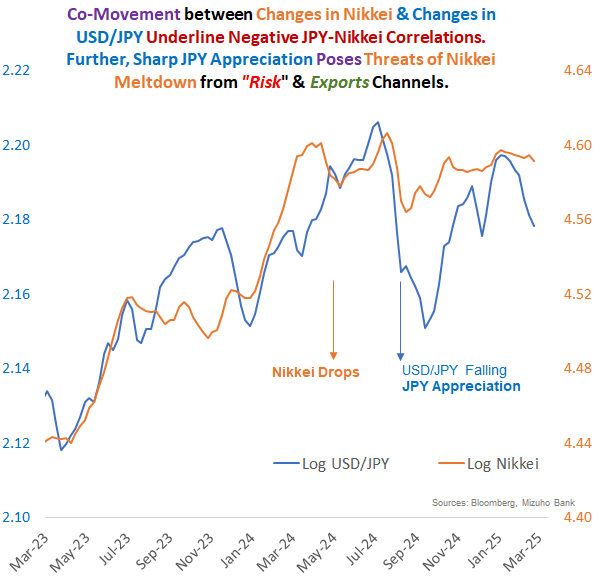 Co-Movement between Changes in Nikkei & Changes in
USD/JPY Underline Negative JPY-Nikkei Correlations.
Further, Sharp JPY Appreciation Poses Threats of Nikkei
Meltdown from "Risk" & Exports Channels.
2.22
2.20
2.18
2.16
2.14
2.12
2.10
4.64
4.60
4.56
4.52
4.48
4.44
4.40
Nikkei Drops
USD/JPY Falling
JPY Appreciation
Log USD/JPY
Log Nikkei
Sources: Bloomberg, Mizuho Bank
Mar-23
May-23
Jul-23
Sep-23
Nov-23
Jan-24
Mar-24
May-24
Jul-24
Sep-24
Nov-24
Jan-25
Mar-25